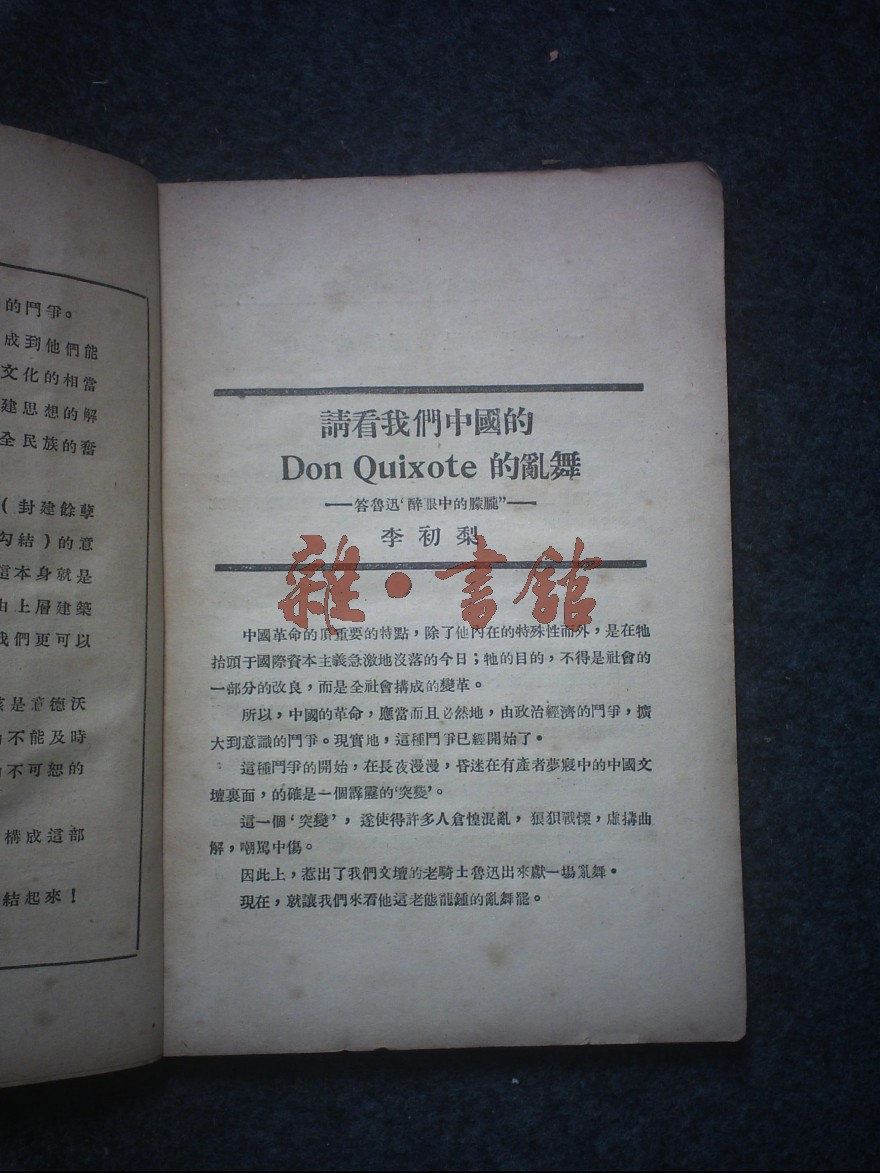 的鬥爭。
成到他們能
文化的相當
建思想的解
全民族的奮
(封建餘孽
勾結)的意
這本身就是
由上層建築
我們更可以
該是意德沃
不能及時
不可恕的
構成這部
結起來！
請看我們中國的
Don Quixote 的亂舞
——答魯迅‘醉眼中的朦朧”——
李初梨
雜·書館
中國革命的頂重要的特點，除了他內在的特殊性而外，是在牠
抬頭于國際資本主義急激地沒落的今日；牠的目的，不得是社會的
一部分的改良，而是全社會搆成的變革。
所以，中國的革命，應當而且必然地，由政治經濟的鬥爭，擴
大到意識的鬥爭。現實地，這種鬥爭已經開始了。
這種鬥爭的開始，在長夜漫漫，昏迷在有產者夢寢中的中國文
壇裏面，的確是一個霹靂的‘突變’。
這一個‘突變’，遂使得許多人倉惶混亂，狼狽戰慄，虛搆曲
解，嘲罵中傷。
因此上，惹出了我們文壇的老騎士魯迅出來獻一場亂舞。
現在，就讓我們來看他這老態龍鍾的亂舞罷。